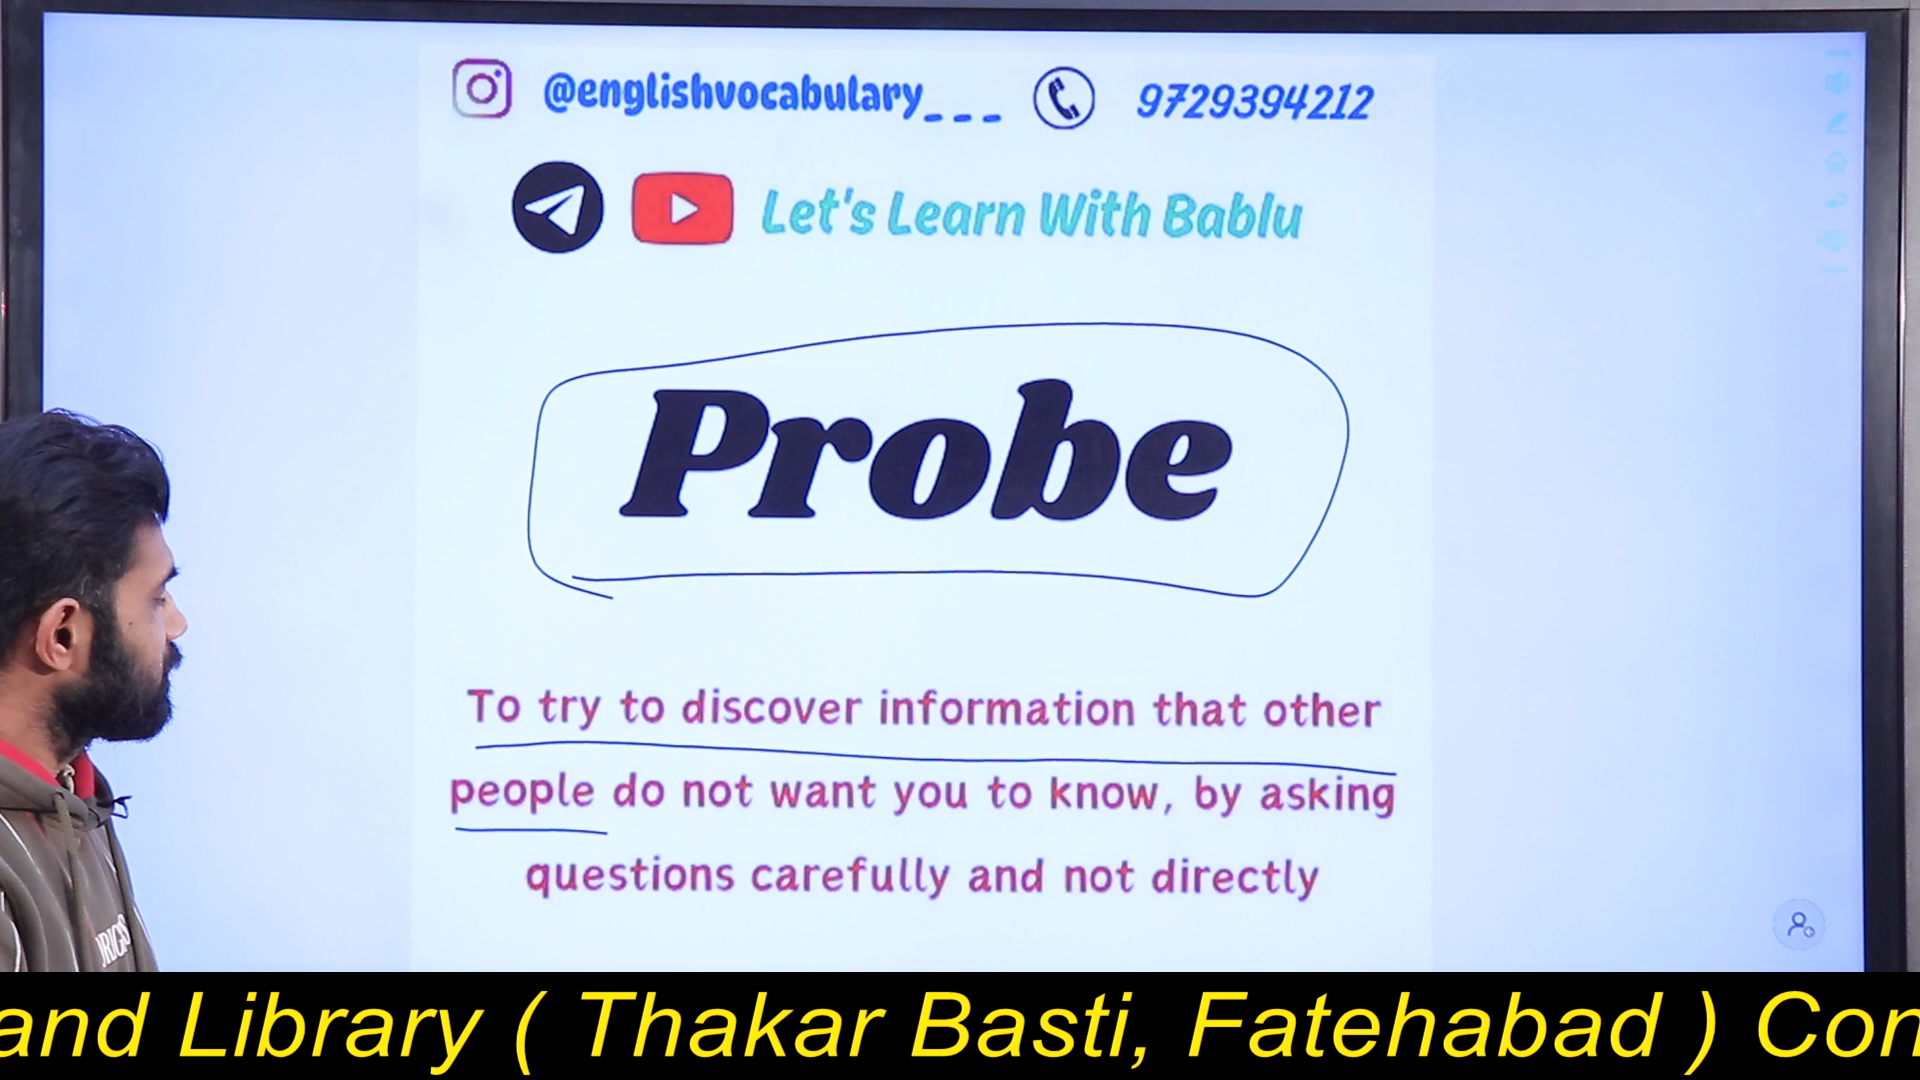 @englishvocabulary___ 9729394212
Let's Learn With Bablu
Probe
To try to discover information that other
people do not want you to know, by asking
questions carefully and not directly
and Library ( Thakar Basti, Fatehabad ) Con